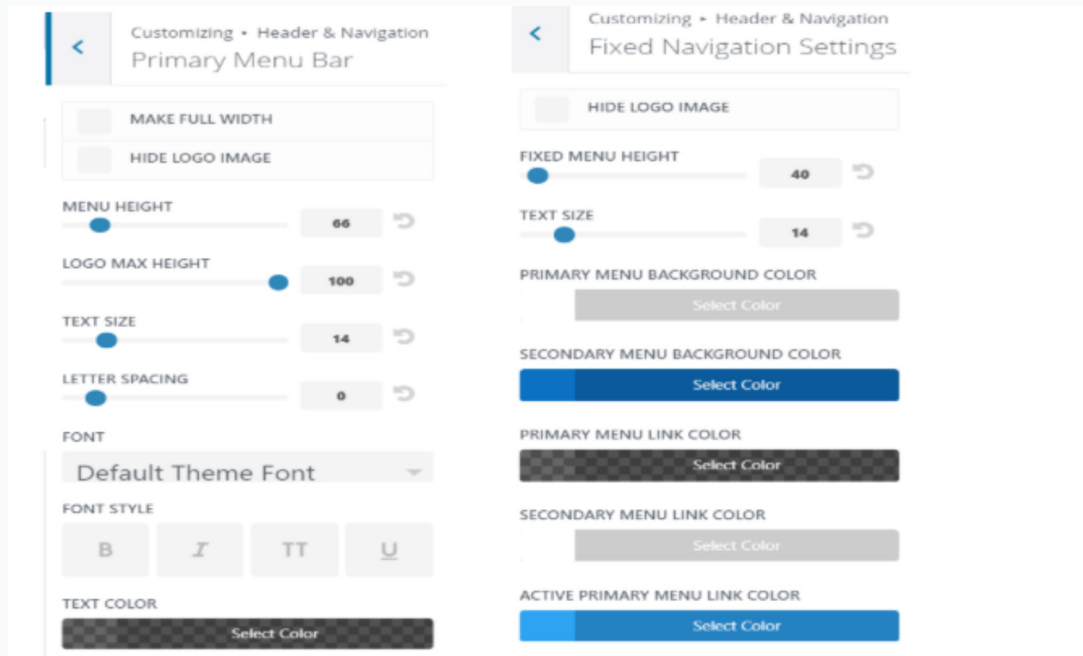 Customizing ▸ Header & Navigation
Primary Menu Bar
MAKE FULL WIDTH
HIDE LOGO IMAGE
MENU HEIGHT
66
LOGO MAX HEIGHT
100
TEXT SIZE
14
LETTER SPACING
0
FONT
Default Theme Font
FONT STYLE
B I TT U
TEXT COLOR
Select Color
Customizing ▸ Header & Navigation
Fixed Navigation Settings
HIDE LOGO IMAGE
FIXED MENU HEIGHT
40
TEXT SIZE
14
PRIMARY MENU BACKGROUND COLOR
Select Color
SECONDARY MENU BACKGROUND COLOR
Select Color
PRIMARY MENU LINK COLOR
Select Color
SECONDARY MENU LINK COLOR
Select Color
ACTIVE PRIMARY MENU LINK COLOR
Select Color